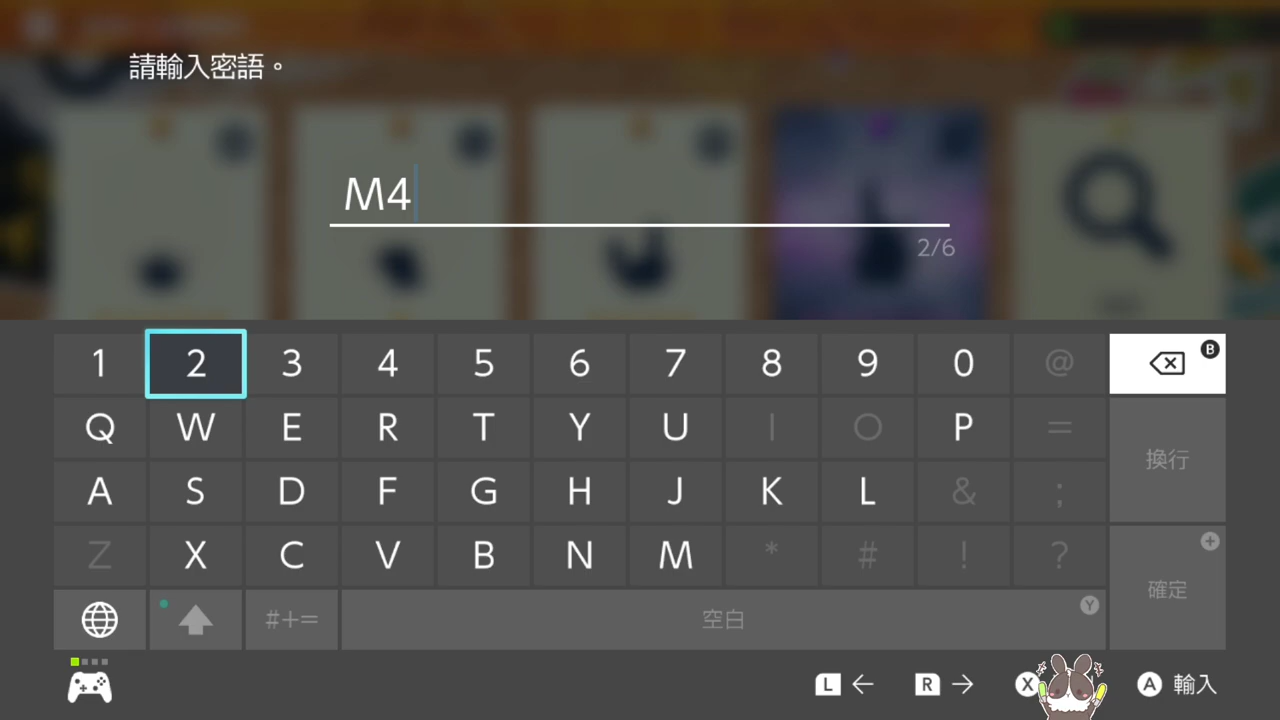 請輸入密語。
M4
2/6
1 2 3 4 5 6 7 8 9 0 @ B
Q W E R T Y U I O P = 換行
A S D F G H J K L & ;
Z X C V B N M * # ! ? + 確定
#+= 空白 Y
L ← R → X A 輸入